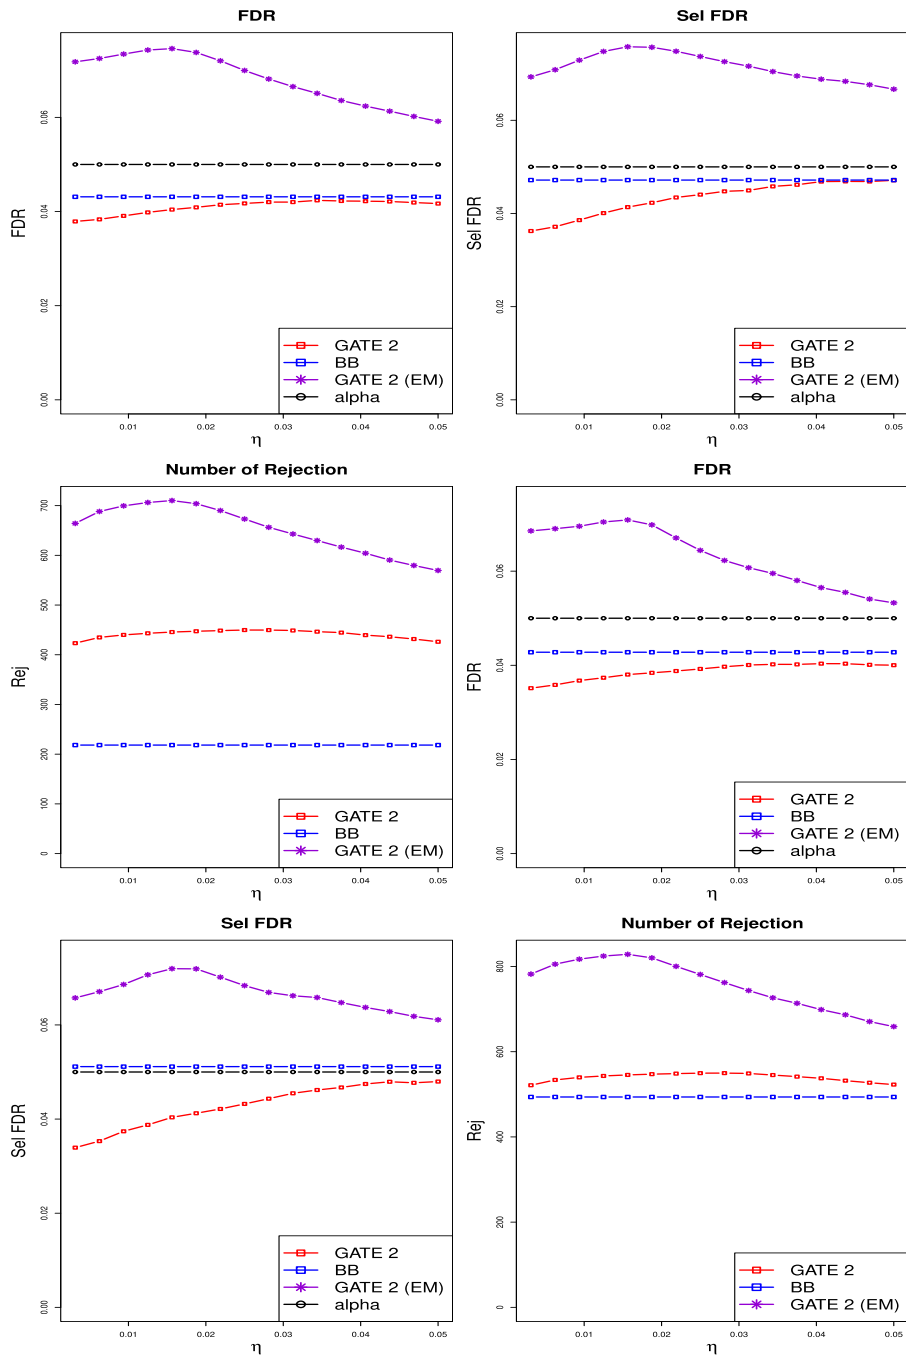 FDR
FDR
0.06
0.04
0.02
0.00
0.01 0.02 0.03 0.04 0.05
η
GATE 2
BB
GATE 2 (EM)
alpha
Sel FDR
Sel FDR
0.06
0.04
0.02
0.00
0.01 0.02 0.03 0.04 0.05
η
GATE 2
BB
GATE 2 (EM)
alpha
Number of Rejection
Rej
700
600
500
400
300
200
100
0
0.01 0.02 0.03 0.04 0.05
η
GATE 2
BB
GATE 2 (EM)
FDR
FDR
0.06
0.04
0.02
0.00
0.01 0.02 0.03 0.04 0.05
η
GATE 2
BB
GATE 2 (EM)
alpha
Sel FDR
Sel FDR
0.06
0.04
0.02
0.00
0.01 0.02 0.03 0.04 0.05
η
GATE 2
BB
GATE 2 (EM)
alpha
Number of Rejection
Rej
800
600
400
200
0
0.01 0.02 0.03 0.04 0.05
η
GATE 2
BB
GATE 2 (EM)